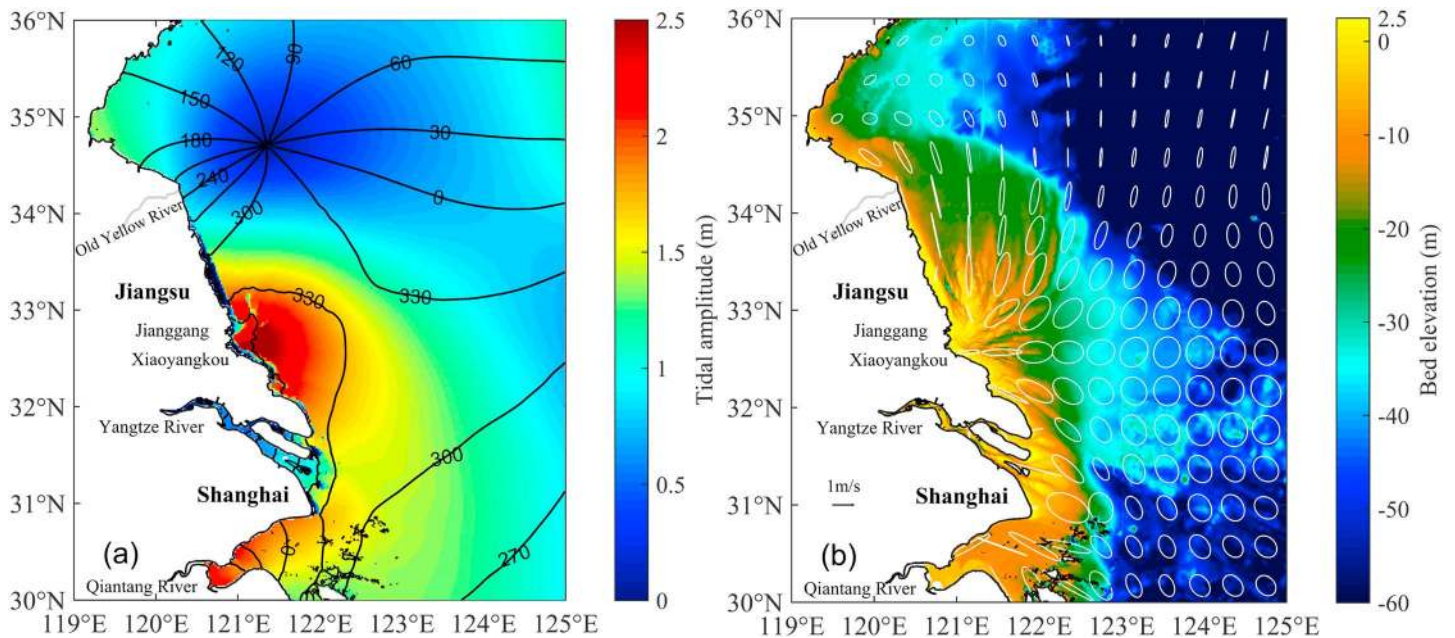 36°N
35°N
34°N
33°N
32°N
31°N
30°N
119°E 120°E 121°E 122°E 123°E 124°E 125°E
120
90
60
150
30
180
240
0
300
330
330
300
0
270
Old Yellow River
Jiangsu
Jianggang
Xiaoyangkou
Yangtze River
Shanghai
(a)
Qiantang River
2.5
2
1.5
1
0.5
0
Tidal amplitude (m)
36°N
35°N
34°N
33°N
32°N
31°N
30°N
119°E 120°E 121°E 122°E 123°E 124°E 125°E
Old Yellow River
Jiangsu
Jianggang
Xiaoyangkou
Yangtze River
1m/s
Shanghai
(b)
Qiantang River
2.5
0
-10
-20
-30
-40
-50
-60
Bed elevation (m)